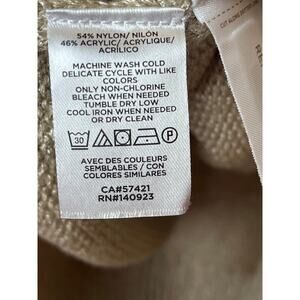 54% NYLON/ NILÓN
46% ACRYLIC/ ACRYLIQUE/
ACRÍLICO
MACHINE WASH COLD
DELICATE CYCLE WITH LIKE
COLORS
ONLY NON-CHLORINE
BLEACH WHEN NEEDED
TUMBLE DRY LOW
COOL IRON WHEN NEEDED
OR DRY CLEAN
30 P
AVEC DES COULEURS
SEMBLABLES / CON
COLORES SIMILARES
CA#57421
RN#140923